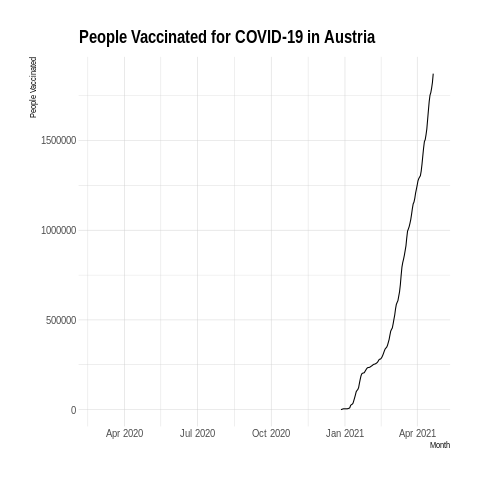 People Vaccinated for COVID-19 in Austria
People Vaccinated
1500000
1000000
500000
0
Apr 2020 Jul 2020 Oct 2020 Jan 2021 Apr 2021
Month